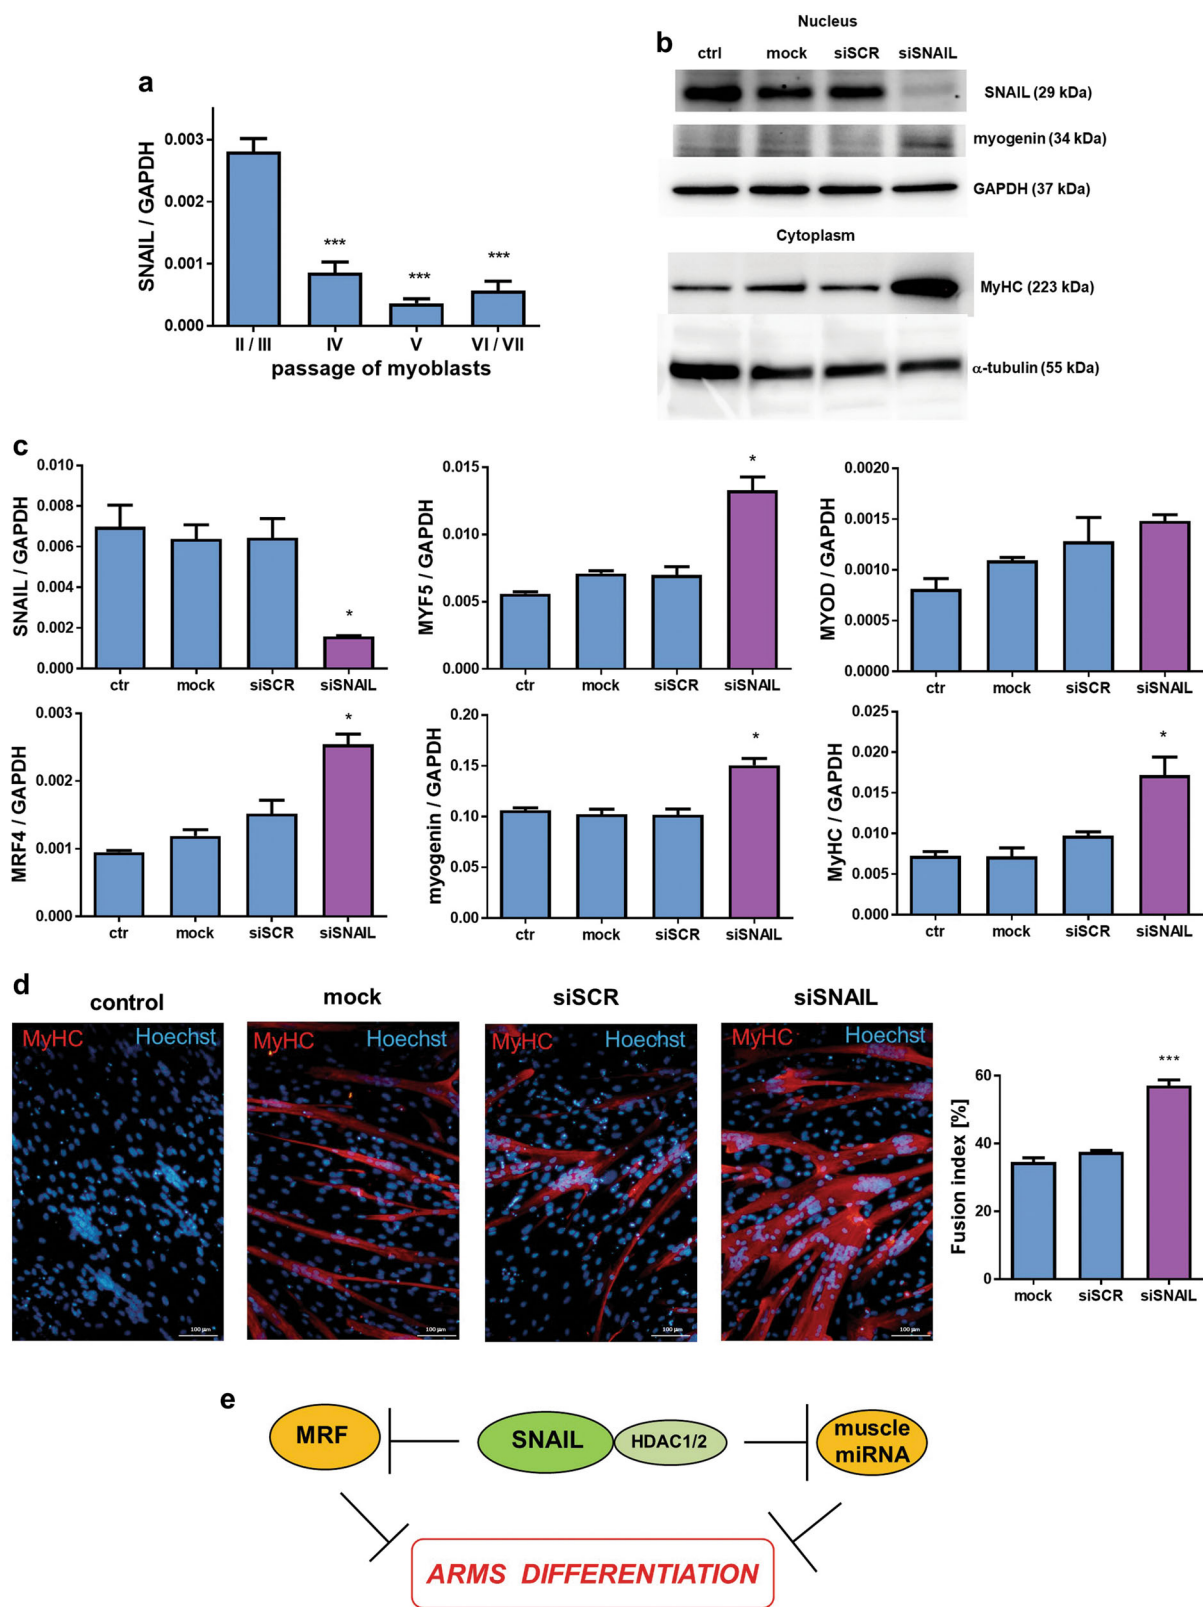 a
SNAIL / GAPDH
0.003
0.002
0.001
0.000
***
***
***
II / III
IV
V
VI / VII
passage of myoblasts
b
Nucleus
ctrl mock siSCR siSNAIL
SNAIL (29 kDa)
myogenin (34 kDa)
GAPDH (37 kDa)
Cytoplasm
MyHC (223 kDa)
α-tubulin (55 kDa)
c
SNAIL / GAPDH
0.010
0.008
0.006
0.004
0.002
0.000
*
ctr mock siSCR siSNAIL
MYF5 / GAPDH
0.015
0.010
0.005
0.000
*
ctr mock siSCR siSNAIL
MYOD / GAPDH
0.0020
0.0015
0.0010
0.0005
0.0000
ctr mock siSCR siSNAIL
MRF4 / GAPDH
0.003
0.002
0.001
0.000
*
ctr mock siSCR siSNAIL
myogenin / GAPDH
0.20
0.15
0.10
0.05
0.00
*
ctr mock siSCR siSNAIL
MyHC / GAPDH
0.025
0.020
0.015
0.010
0.005
0.000
*
ctr mock siSCR siSNAIL
d
control
mock
siSCR
siSNAIL
MyHC Hoechst
MyHC Hoechst
MyHC Hoechst
MyHC Hoechst
100 µm
100 µm
100 µm
100 µm
Fusion index [%]
60
40
20
0
***
mock siSCR siSNAIL
e
MRF
SNAIL
HDAC1/2
muscle
miRNA
ARMS DIFFERENTIATION